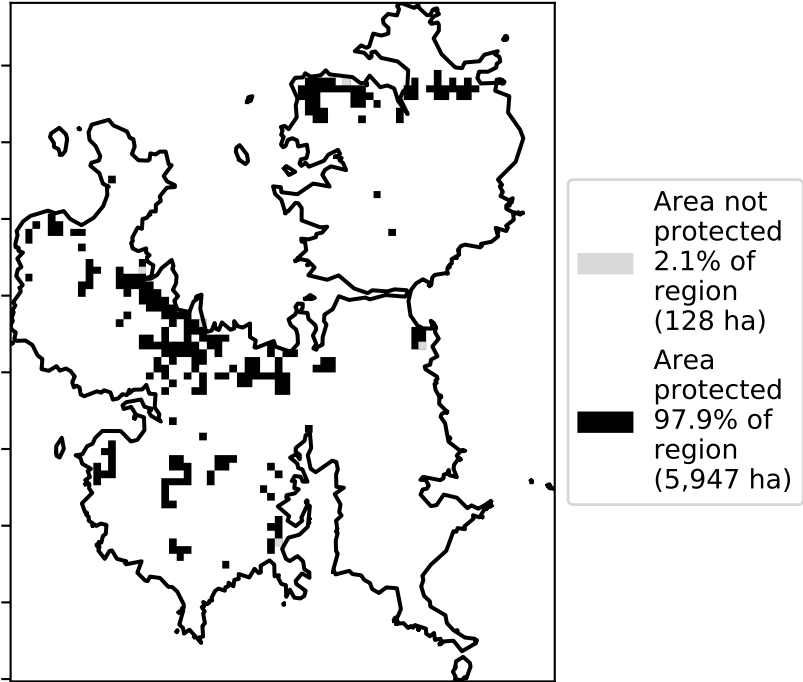 Area not
protected
2.1% of
region
(128 ha)
Area
protected
97.9% of
region
(5,947 ha)